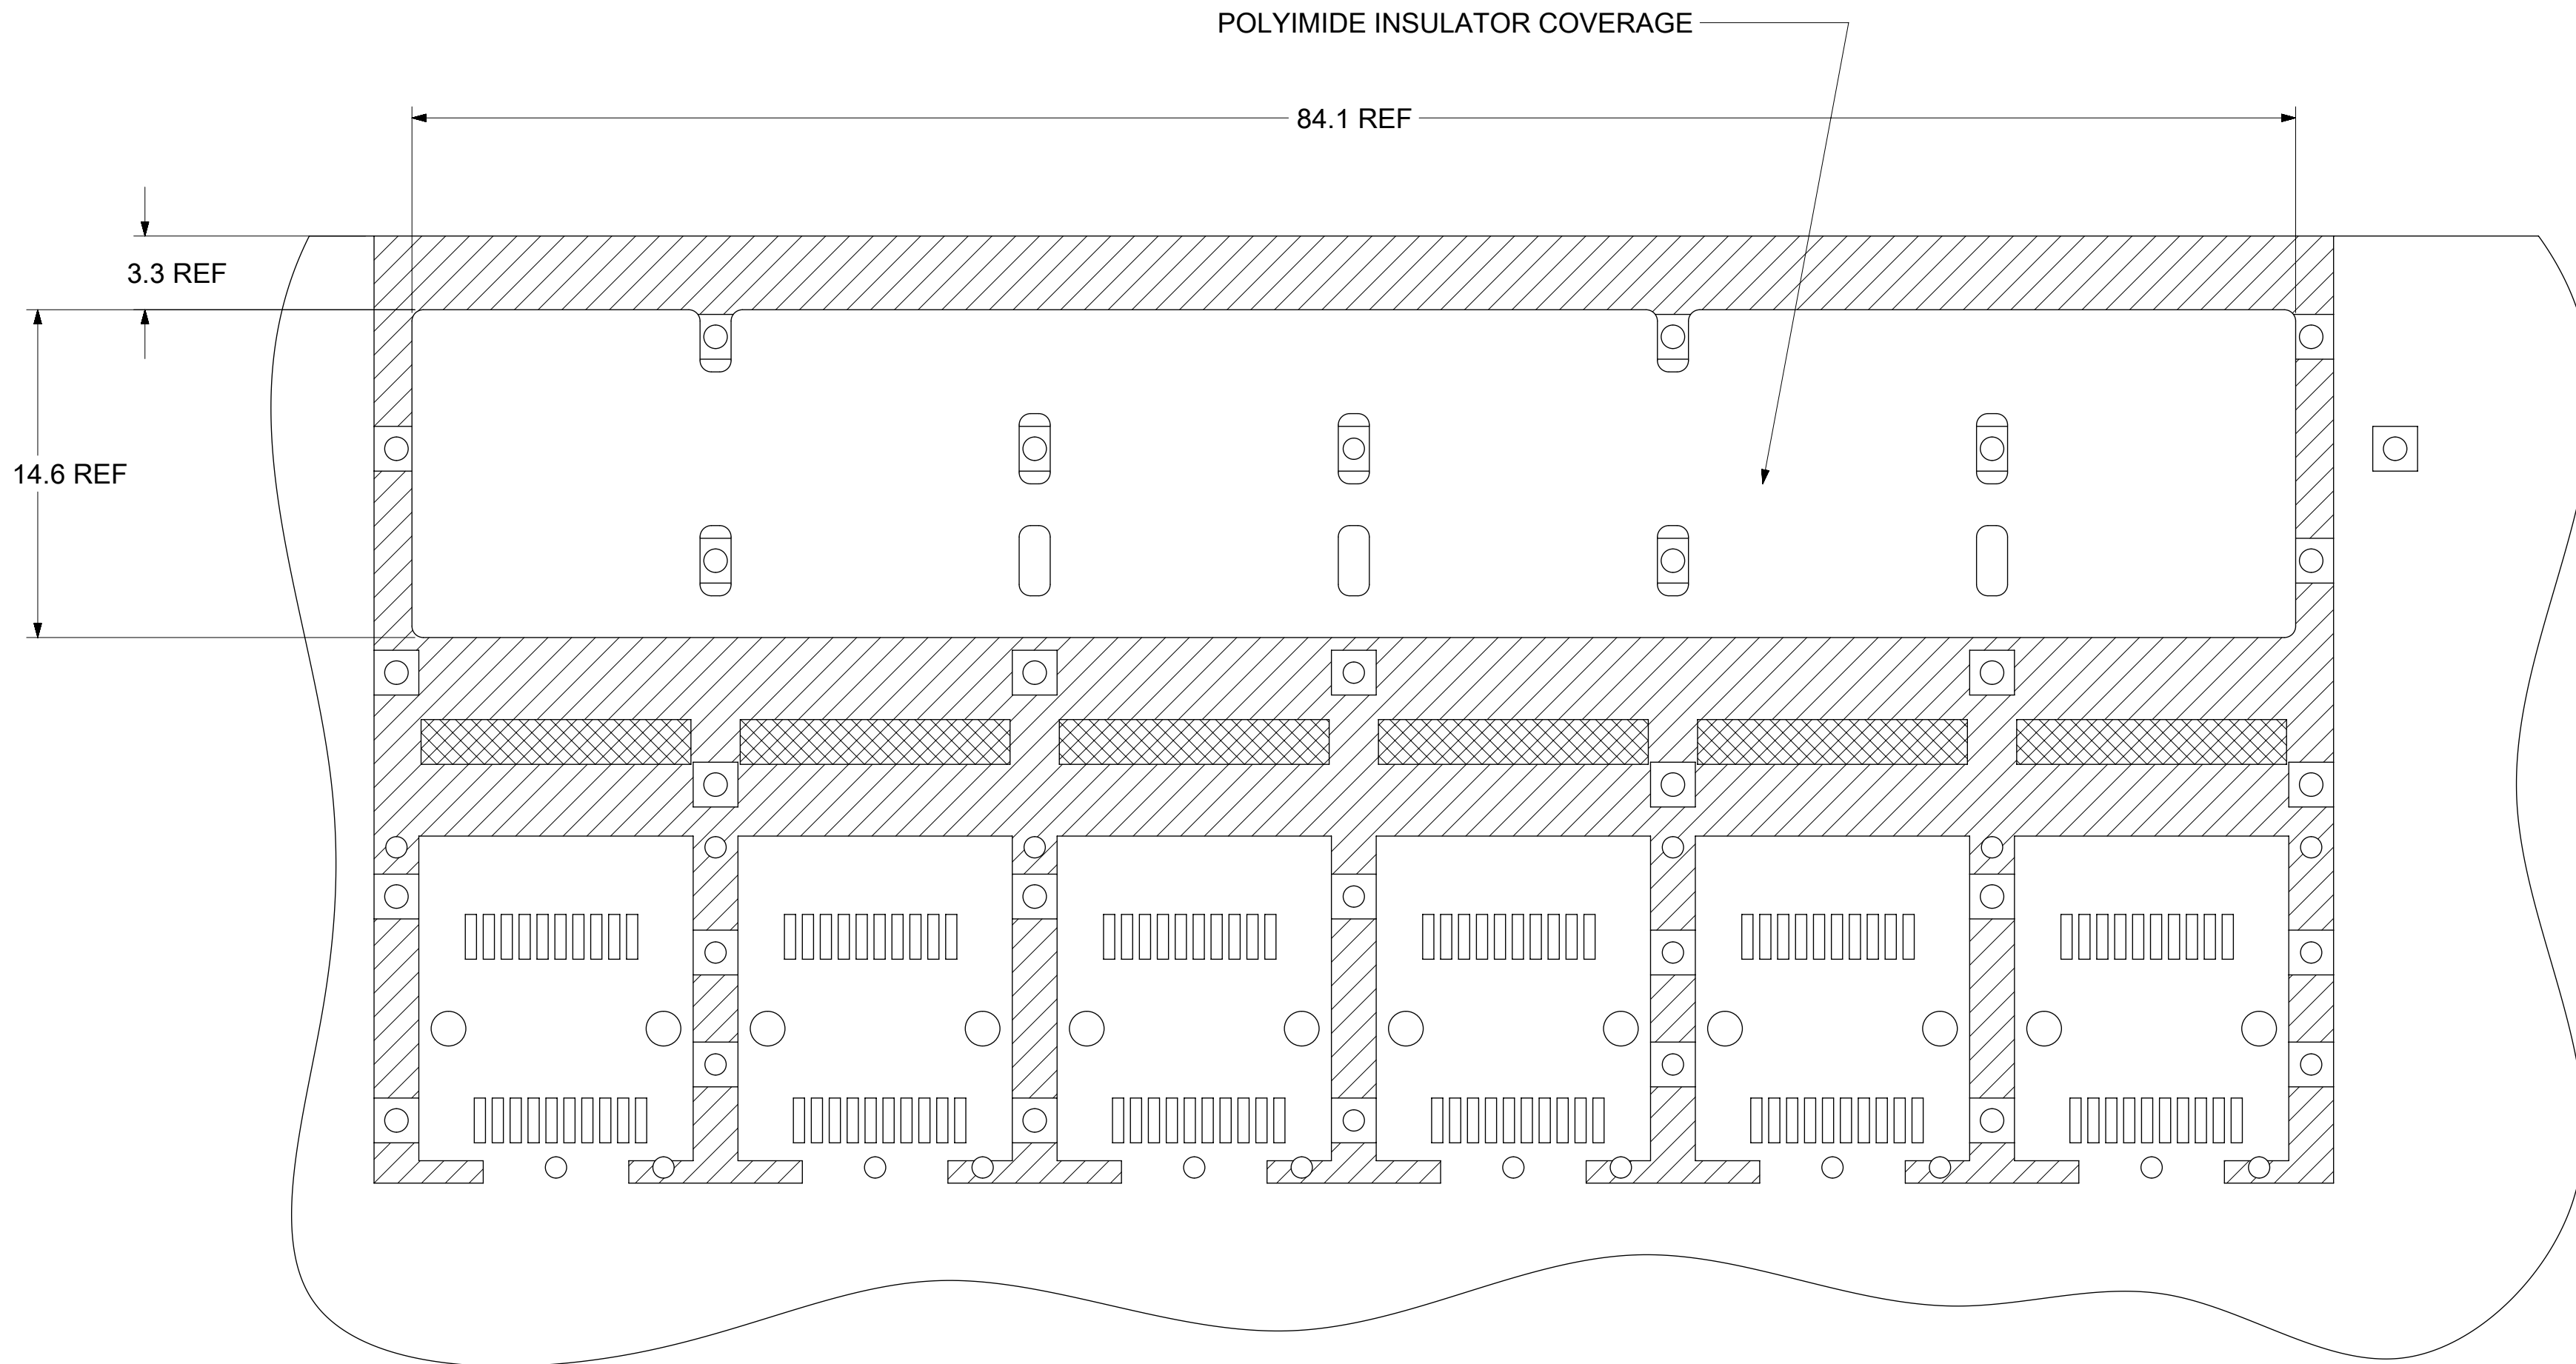 POLYIMIDE INSULATOR COVERAGE
84.1 REF
3.3 REF
14.6 REF